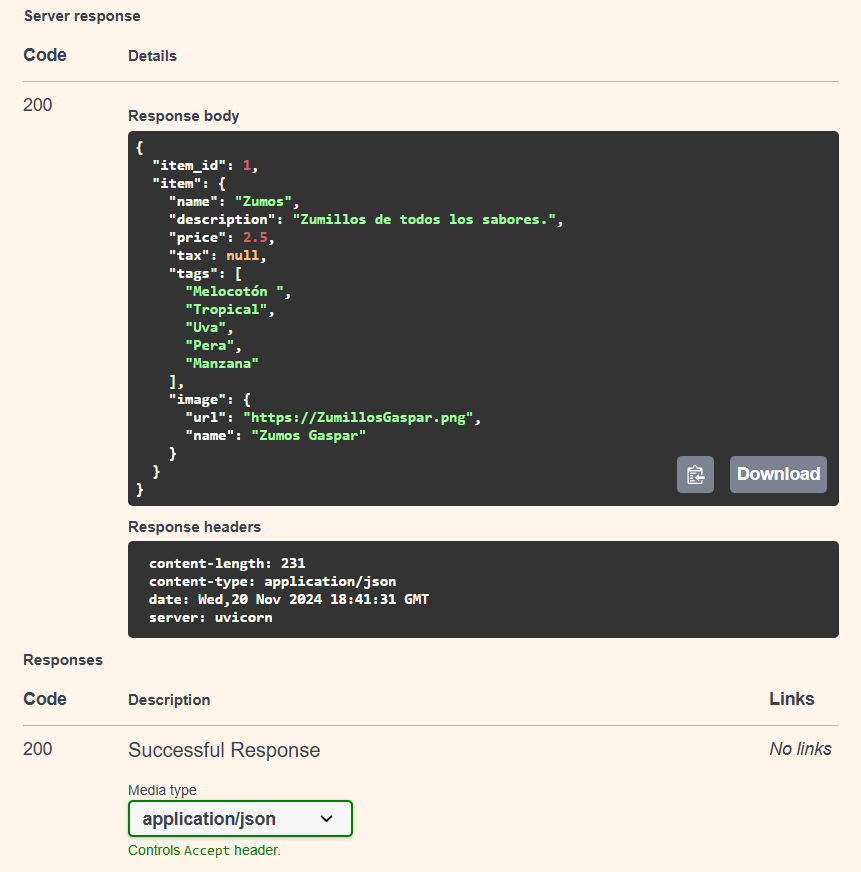 Server response
Code Details
200
Response body
{
  "item_id": 1,
  "item": {
    "name": "Zumos",
    "description": "Zumillos de todos los sabores.",
    "price": 2.5,
    "tax": null,
    "tags": [
      "Melocotón ",
      "Tropical",
      "Uva",
      "Pera",
      "Manzana"
    ],
    "image": {
      "url": "https://ZumillosGaspar.png",
      "name": "Zumos Gaspar"
    }
  }
}
Download
Response headers
content-length: 231
content-type: application/json
date: Wed,20 Nov 2024 18:41:31 GMT
server: uvicorn
Responses
Code Description Links
200 Successful Response No links
Media type
application/json
Controls Accept header.